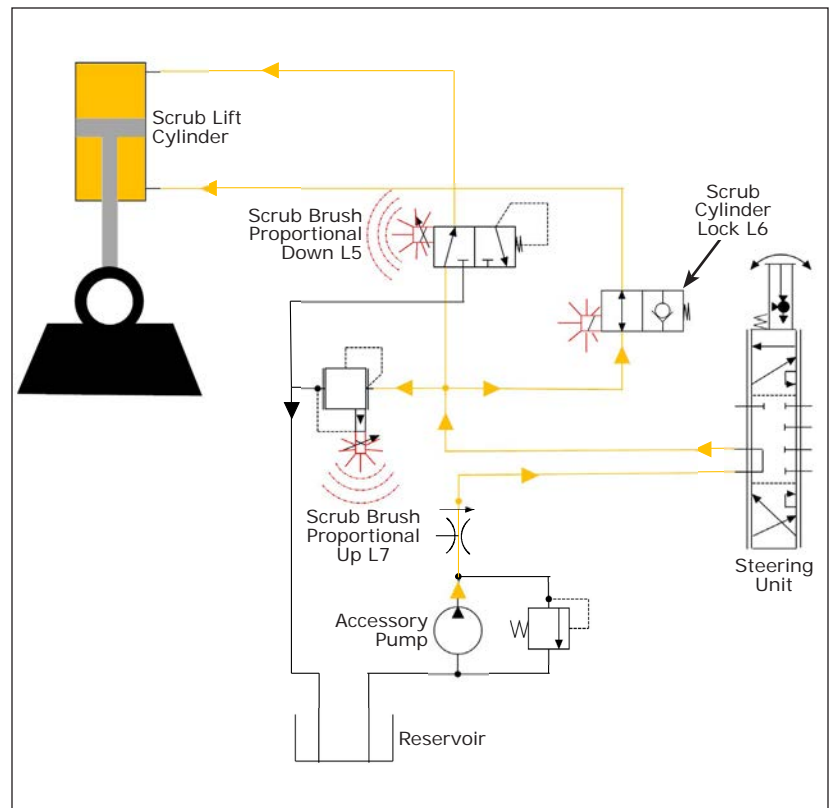 Scrub Lift
Cylinder
Scrub Brush
Proportional
Down L5
Scrub
Cylinder
Lock L6
Scrub Brush
Proportional
Up L7
Steering
Unit
Accessory
Pump
Reservoir